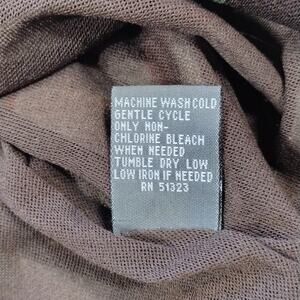 MACHINE WASH COLD
GENTLE CYCLE
ONLY NON-
CHLORINE BLEACH
WHEN NEEDED
TUMBLE DRY LOW
LOW IRON IF NEEDED
RN 51323